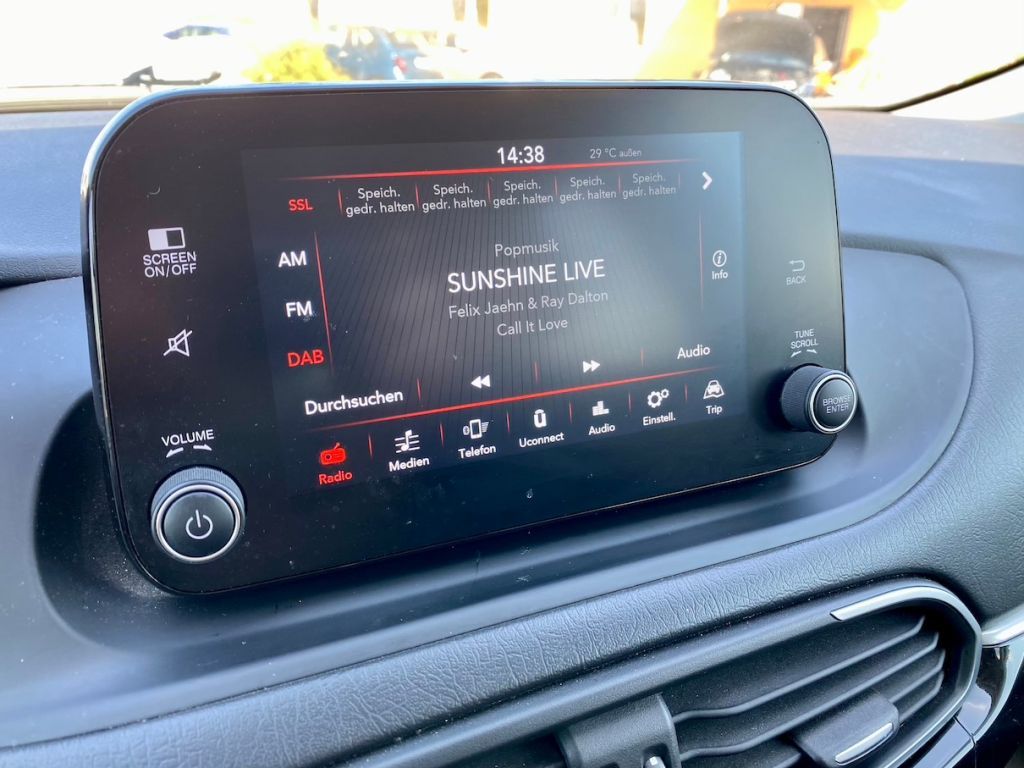 14:38
29 °C außen
SSL
Speich.
gedr. halten
Speich.
gedr. halten
Speich.
gedr. halten
Speich.
gedr. halten
Speich.
gedr. halten
SCREEN
ON/OFF
AM
FM
DAB
Popmusik
SUNSHINE LIVE
Felix Jaehn & Ray Dalton
Call It Love
Info
BACK
TUNE
SCROLL
BROWSE
ENTER
Durchsuchen
Audio
VOLUME
Radio
Medien
Telefon
Uconnect
Audio
Einstell.
Trip